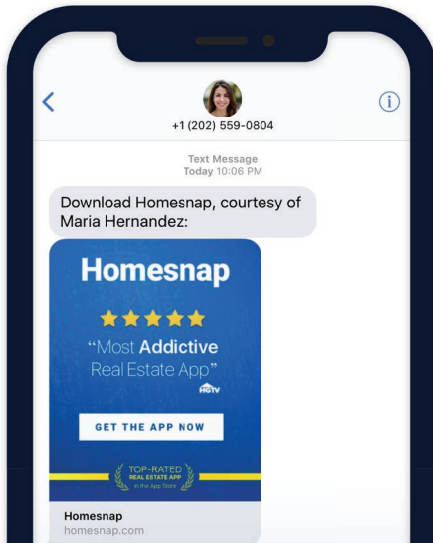 +1 (202) 559-0804
Text Message
Today 10:06 PM
Download Homesnap, courtesy of
Maria Hernandez:
Homesnap
“Most Addictive
Real Estate App”
HGTV
GET THE APP NOW
TOP-RATED
REAL ESTATE APP
in the App Store
Homesnap
homesnap.com